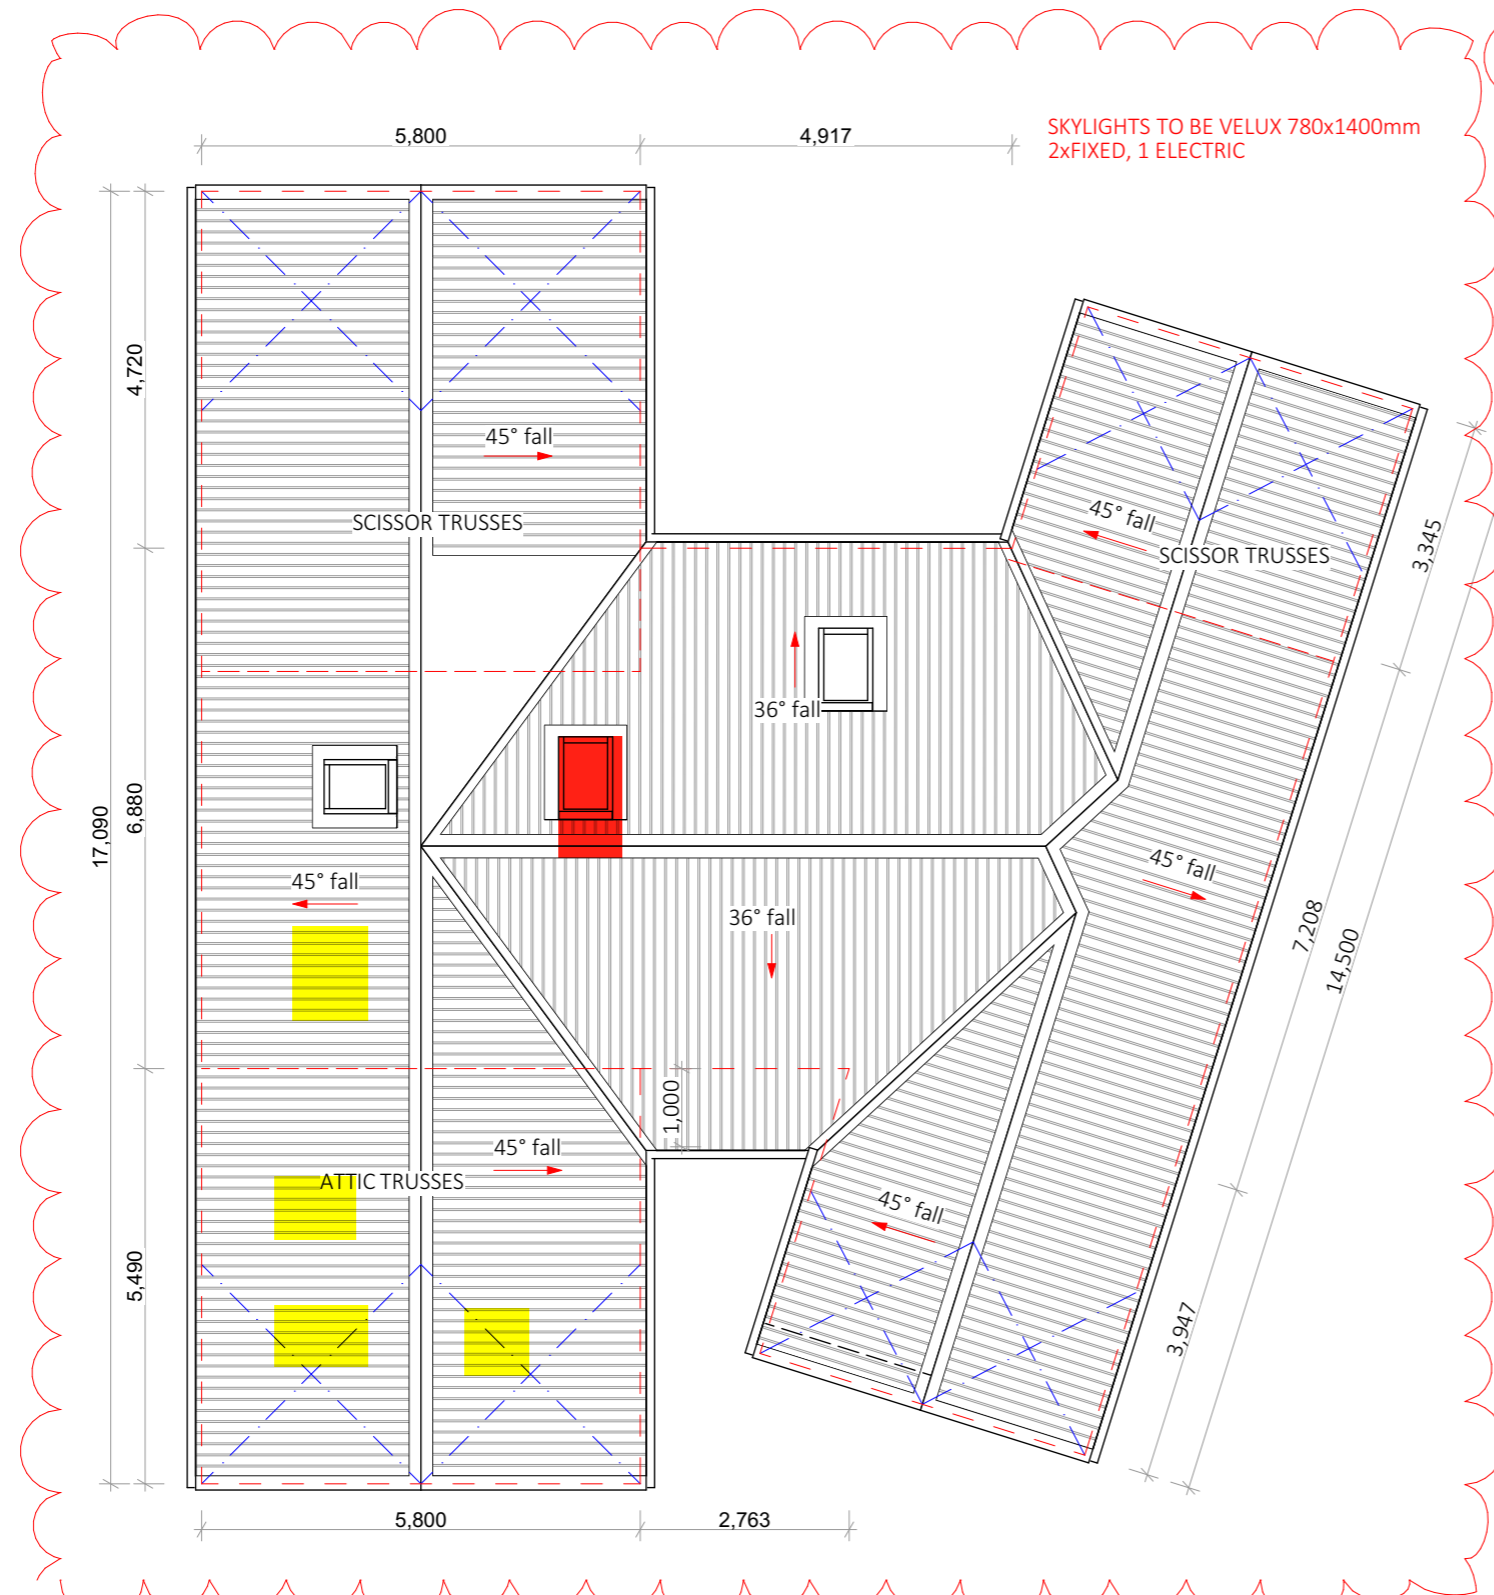 SKYLIGHTS TO BE VELUX 780x1400mm
2xFIXED, 1 ELECTRIC
5,800
4,917
4,720
45° fall
SCISSOR TRUSSES
45° fall
SCISSOR TRUSSES
3,345
36° fall
17,090
6,880
45° fall
36° fall
45° fall
7,208
14,500
1,000
45° fall
ATTIC TRUSSES
45° fall
5,490
3,947
5,800
2,763